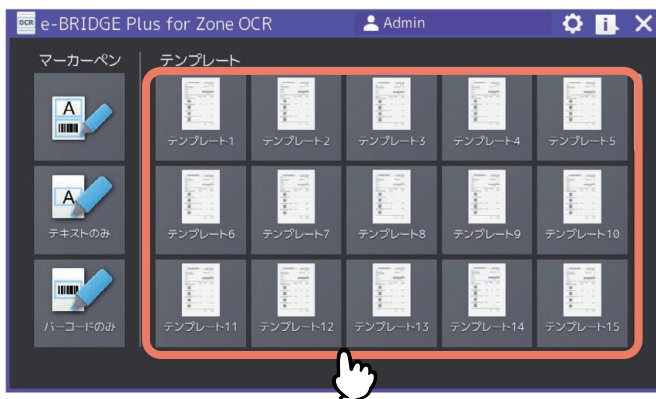 OCR e-BRIDGE Plus for Zone OCR Admin
マーカーペン テンプレート
A
テンプレート1 テンプレート2 テンプレート3 テンプレート4 テンプレート5
A
テキストのみ テンプレート6 テンプレート7 テンプレート8 テンプレート9 テンプレート10
バーコードのみ テンプレート11 テンプレート12 テンプレート13 テンプレート14 テンプレート15